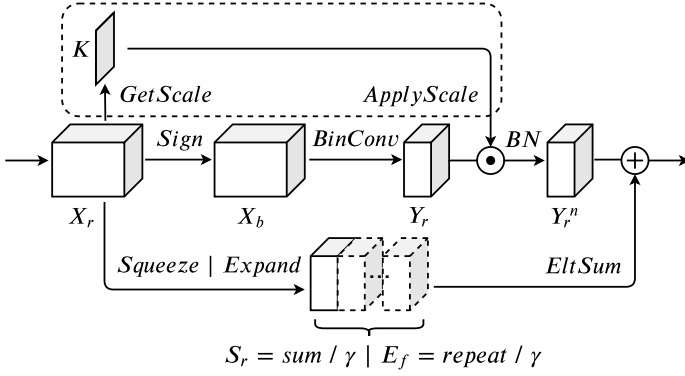 K
GetScale
ApplyScale
Sign
BinConv
BN
X_r
X_b
Y_r
Y_r^n
Squeeze | Expand
...
EltSum
S_r = sum / γ | E_f = repeat / γ